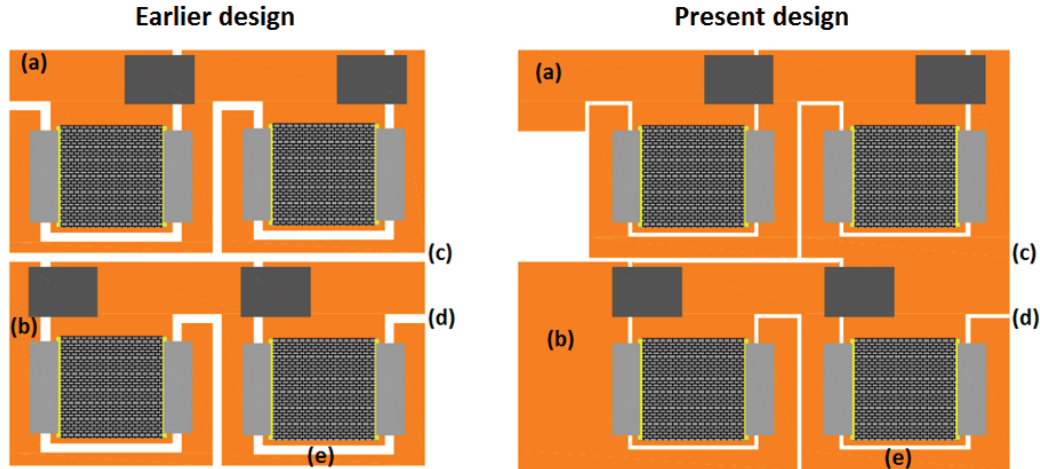 Earlier design
Present design
(a)
(a)
(c)
(c)
(b)
(d)
(b)
(d)
(e)
(e)